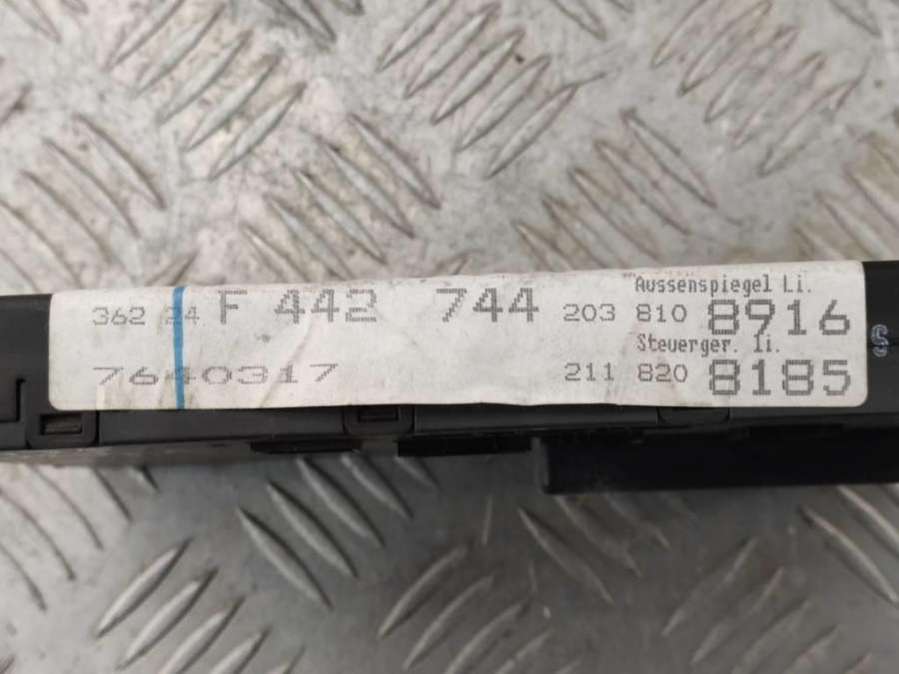 Aussenspiegel Li.
362 24 F 442 744 203 810 8916
Steuerger. li.
7640317 211 820 8185
S